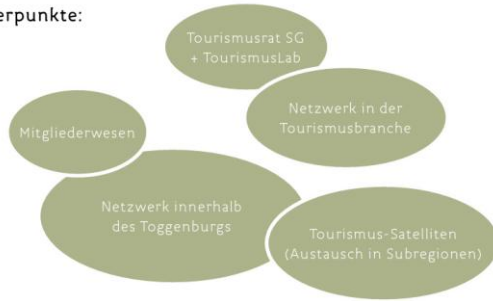 erpunkte:
Tourismusrat SG
+ TourismusLab
Netzwerk in der
Tourismusbranche
Mitgliederwesen
Netzwerk innerhalb
des Toggenburgs
Tourismus-Satelliten
(Austausch in Subregionen)